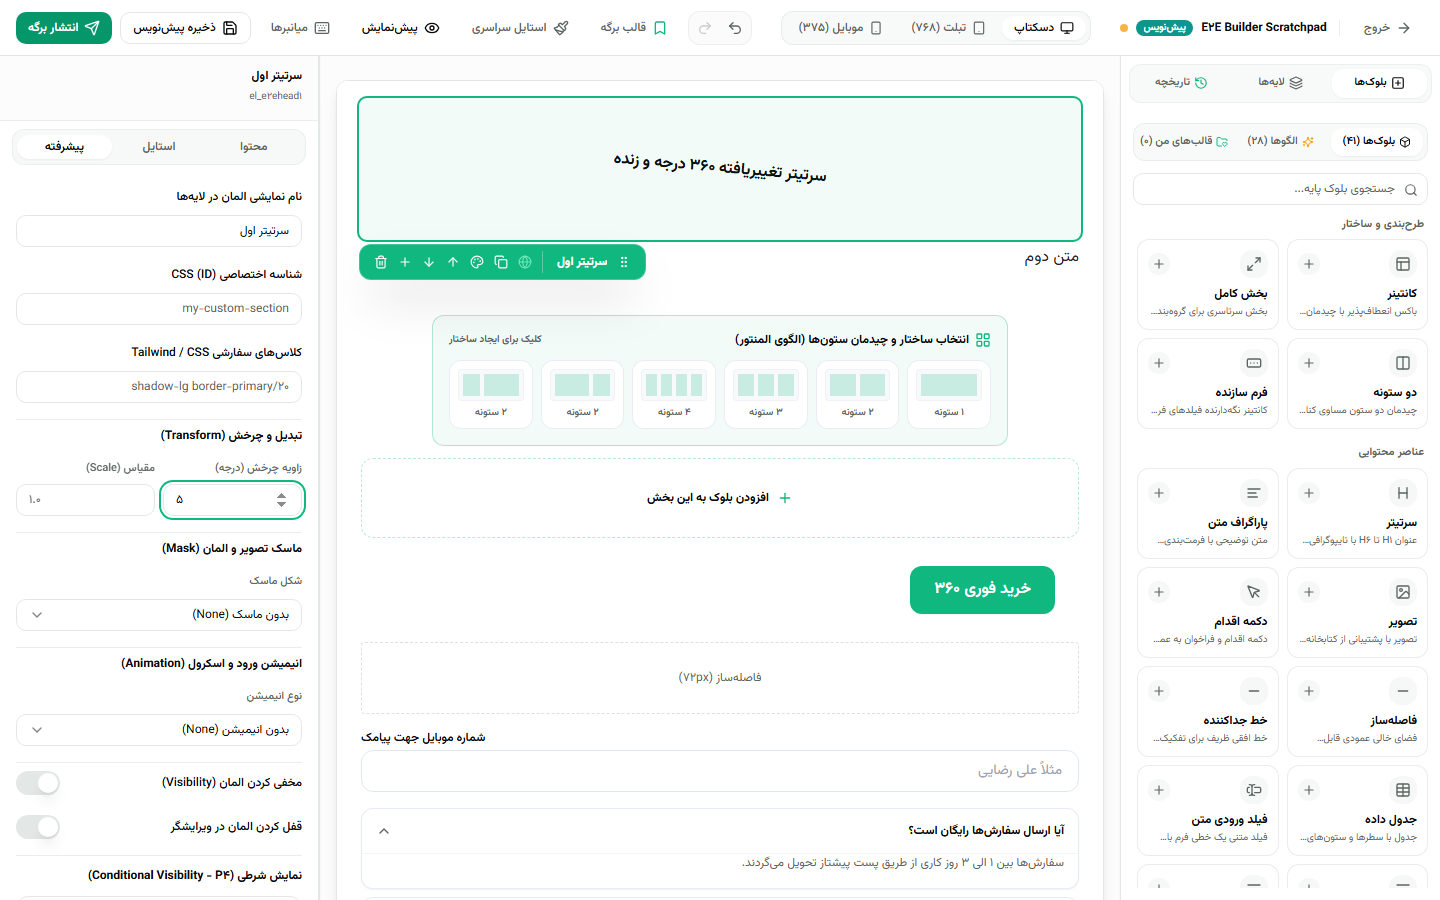 خروج
E2E Builder Scratchpad
پیش‌نویس
دسکتاپ
تبلت (۷۶۸)
موبایل (۳۷۵)
قالب برگه
استایل سراسری
پیش‌نمایش
میانبرها
ذخیره پیش‌نویس
انتشار برگه
بلوک‌ها
لایه‌ها
تاریخچه
بلوک‌ها (۴۱)
الگوها (۲۸)
قالب‌های من (۰)
جستجوی بلوک پایه...
طرح‌بندی و ساختار
کانتینر
باکس انعطاف‌پذیر با چیدمان...
بخش کامل
بخش سرتاسری برای گروه‌بند...
دو ستونه
چیدمان دو ستون مساوی کنا...
فرم سازنده
کانتینر نگه‌دارنده فیلدهای فر...
عناصر محتوایی
سرتیتر
عنوان H1 تا H6 با تایپوگرافی...
پاراگراف متن
متن توضیحی با فرمت‌بندی...
تصویر
تصویر با پشتیبانی از کتابخانه...
دکمه اقدام
دکمه اقدام و فراخوان به عمـ...
فاصله‌ساز
فضای خالی عمودی قابل...
خط جداکننده
خط افقی ظریف برای تفکیک...
جدول داده
جدول با سطرها و ستون‌های...
فیلد ورودی متن
فیلد متنی یک خطی فرم با...
سرتیتر تغییریافته ۳۶۰ درجه و زنده
سرتیتر اول
متن دوم
انتخاب ساختار و چیدمان ستون‌ها (الگوی المنتور)
کلیک برای ایجاد ساختار
۱ ستونه
۲ ستونه
۳ ستونه
۴ ستونه
۲ ستونه
۲ ستونه
افزودن بلوک به این بخش
خرید فوری ۳۶۰
فاصله‌ساز (۷۲px)
شماره موبایل جهت پیامک
مثلاً علی رضایی
آیا ارسال سفارش‌ها رایگان است؟
سفارش‌ها بین ۱ الی ۳ روز کاری از طریق پست پیشتاز تحویل می‌گردند.
سرتیتر اول
el_e2ehead1
محتوا
استایل
پیشرفته
نام نمایشی المان در لایه‌ها
سرتیتر اول
شناسه اختصاصی CSS (ID)
my-custom-section
کلاس‌های سفارشی Tailwind / CSS
shadow-lg border-primary/۲۰
تبدیل و چرخش (Transform)
زاویه چرخش (درجه)
مقیاس (Scale)
۵
۱.۰
ماسک تصویر و المان (Mask)
شکل ماسک
بدون ماسک (None)
انیمیشن ورود و اسکرول (Animation)
نوع انیمیشن
بدون انیمیشن (None)
مخفی کردن المان (Visibility)
قفل کردن المان در ویرایشگر
نمایش شرطی (Conditional Visibility - P۴)